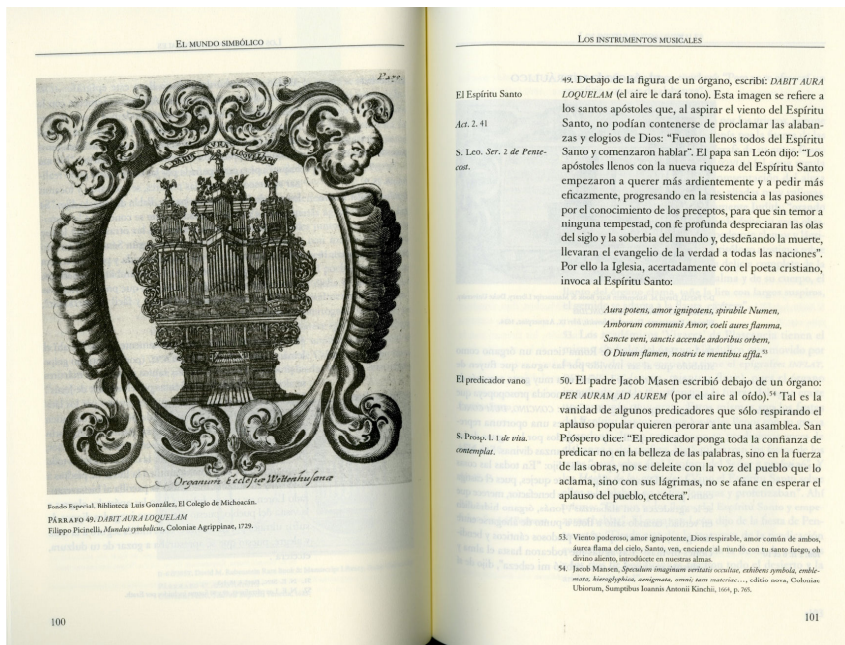 EL MUNDO SIMBÓLICO
DABIT AURA LOQUELAM
Organum Ecclesiæ Wettenhusanæ
Fondo Especial, Biblioteca Luis González, El Colegio de Michoacán.
PÁRRAFO 49. DABIT AURA LOQUELAM
Filippo Picinelli, Mundus symbolicus, Coloniae Agrippinae, 1729.
100
LOS INSTRUMENTOS MUSICALES
El Espíritu Santo
Act. 2. 41
S. Leo. Ser. 2 de Pente-
cost.
49. Debajo de la figura de un órgano, escribí: DABIT AURA
LOQUELAM (el aire le dará tono). Esta imagen se refiere a
los santos apóstoles que, al aspirar el viento del Espíritu
Santo, no podían contenerse de proclamar las alaban-
zas y elogios de Dios: “Fueron llenos todos del Espíritu
Santo y comenzaron hablar”. El papa san León dijo: “Los
apóstoles llenos con la nueva riqueza del Espíritu Santo
empezaron a querer más ardientemente y a pedir más
eficazmente, progresando en la resistencia a las pasiones
por el conocimiento de los preceptos, para que sin temor a
ninguna tempestad, con fe profunda despreciaran las olas
del siglo y la soberbia del mundo y, desdeñando la muerte,
llevaran el evangelio de la verdad a todas las naciones”.
Por ello la Iglesia, acertadamente con el poeta cristiano,
invoca al Espíritu Santo:
Aura potens, amor ignipotens, spirabile Numen,
Amborum communis Amor, coeli aures flamma,
Sancte veni, sanctis accende ardoribus orbem,
O Divum flamen, nostris te mentibus affla.53
El predicador vano
S. Prosp. l. 1 de vita.
contemplat.
50. El padre Jacob Masen escribió debajo de un órgano:
PER AURAM AD AUREM (por el aire al oído).54 Tal es la
vanidad de algunos predicadores que sólo respirando el
aplauso popular quieren perorar ante una asamblea. San
Próspero dice: “El predicador ponga toda la confianza de
predicar no en la belleza de las palabras, sino en la fuerza
de las obras, no se deleite con la voz del pueblo que lo
aclama, sino con sus lágrimas, no se afane en esperar el
aplauso del pueblo, etcétera”.
53. Viento poderoso, amor ignipotente, Dios respirable, amor común de ambos,
áurea flama del cielo, Santo, ven, enciende al mundo con tu santo fuego, oh
divino aliento, introdúcete en nuestras almas.
54. Jacob Mansen, Speculum imaginum veritatis occultae, exhibens symbola, emble-
mata, hieroglyphica, aenigmata, omni; tam materiae..., editio nova, Coloniae
Ubiorum, Sumptibus Ioannis Antonii Kinchii, 1664, p. 765.
101